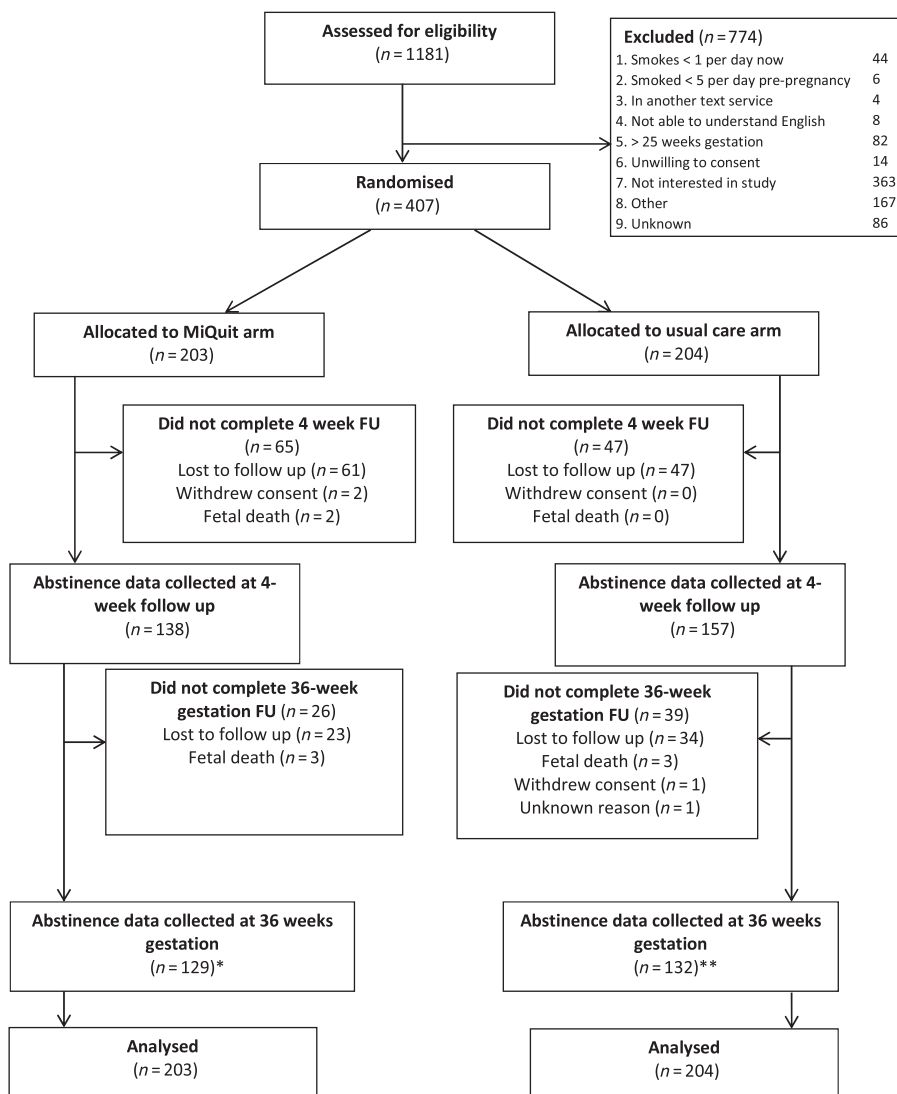 Assessed for eligibility
(n = 1181)
Excluded (n = 774)
1. Smokes < 1 per day now 44
2. Smoked < 5 per day pre-pregnancy 6
3. In another text service 4
4. Not able to understand English 8
5. > 25 weeks gestation 82
6. Unwilling to consent 14
7. Not interested in study 363
8. Other 167
9. Unknown 86
Randomised
(n = 407)
Allocated to MiQuit arm
(n = 203)
Allocated to usual care arm
(n = 204)
Did not complete 4 week FU
(n = 65)
Lost to follow up (n = 61)
Withdrew consent (n = 2)
Fetal death (n = 2)
Did not complete 4 week FU
(n = 47)
Lost to follow up (n = 47)
Withdrew consent (n = 0)
Fetal death (n = 0)
Abstinence data collected at 4-
week follow up
(n = 138)
Abstinence data collected at 4-
week follow up
(n = 157)
Did not complete 36-week
gestation FU (n = 26)
Lost to follow up (n = 23)
Fetal death (n = 3)
Did not complete 36-week
gestation FU (n = 39)
Lost to follow up (n = 34)
Fetal death (n = 3)
Withdrew consent (n = 1)
Unknown reason (n = 1)
Abstinence data collected at 36 weeks
gestation
(n = 129)*
Abstinence data collected at 36 weeks
gestation
(n = 132)**
Analysed
(n = 203)
Analysed
(n = 204)